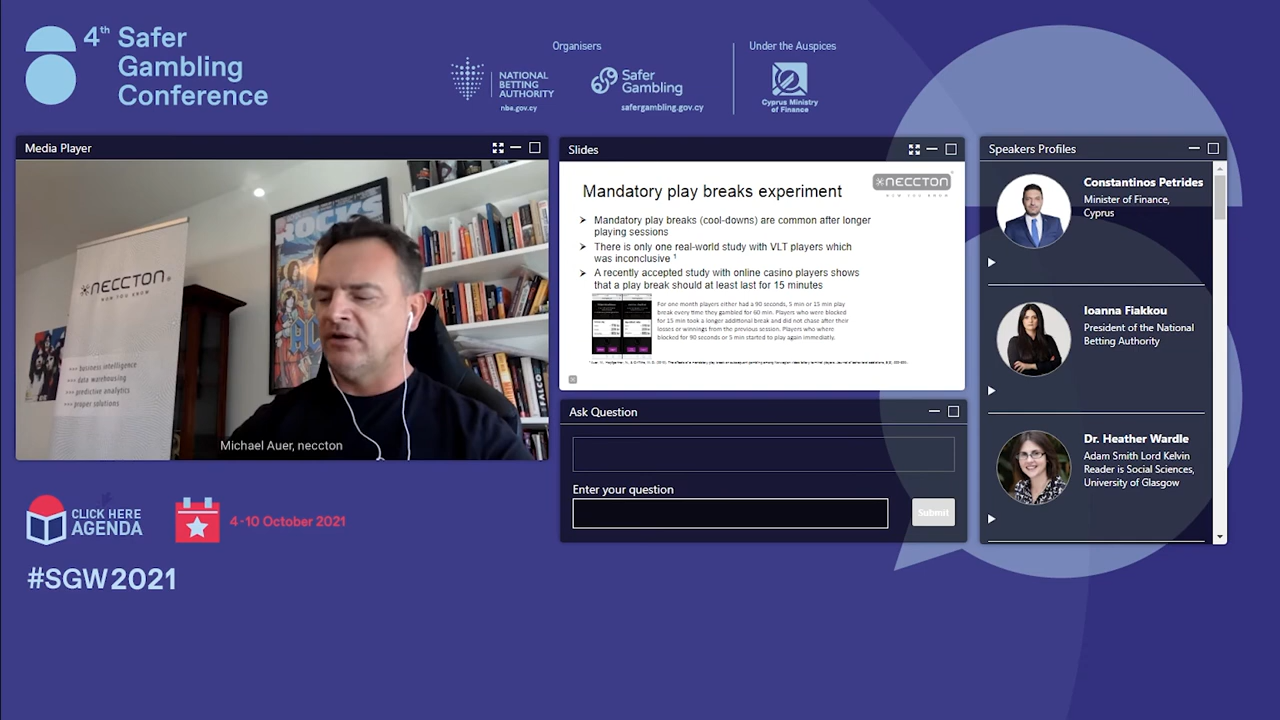 4th Safer
Gambling
Conference
Organisers
NATIONAL
BETTING
AUTHORITY
nba.gov.cy
Safer
Gambling
safergambling.gov.cy
Under the Auspices
Cyprus Ministry
of Finance
Media Player
ROCKS
AC
neccton®
NOW YOU KNOW
>>> business intelligence
>>> data warehousing
>>> predictive analytics
>>> proper solutions
FALCO
Michael Auer, neccton
Slides
neccton®
NOW YOU KNOW
Mandatory play breaks experiment
➢ Mandatory play breaks (cool-downs) are common after longer
playing sessions
➢ There is only one real-world study with VLT players which
was inconclusive 1
➢ A recently accepted study with online casino players shows
that a play break should at least last for 15 minutes
For one month players either had a 90 seconds, 5 min or 15 min play
break every time they gambled for 60 min. Players who were blocked
for 15 min took a longer additional break and did not chase after their
losses or winnings from the previous session. Players who where
blocked for 90 seconds or 5 min started to play again immediately.
Ask Question
Enter your question
Submit
Speakers Profiles
Constantinos Petrides
Minister of Finance,
Cyprus
Ioanna Fiakkou
President of the National
Betting Authority
Dr. Heather Wardle
Adam Smith Lord Kelvin
Reader is Social Sciences,
University of Glasgow
CLICK HERE
AGENDA
4-10 October 2021
#SGW2021